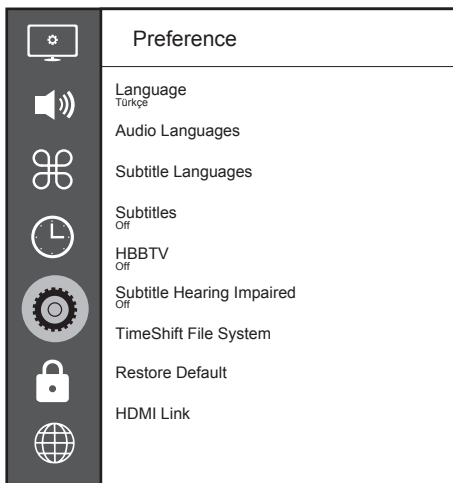 Preference
Language
Türkçe
Audio Languages
Subtitle Languages
Subtitles
Off
HBBTV
Off
Subtitle Hearing Impaired
Off
TimeShift File System
Restore Default
HDMI Link